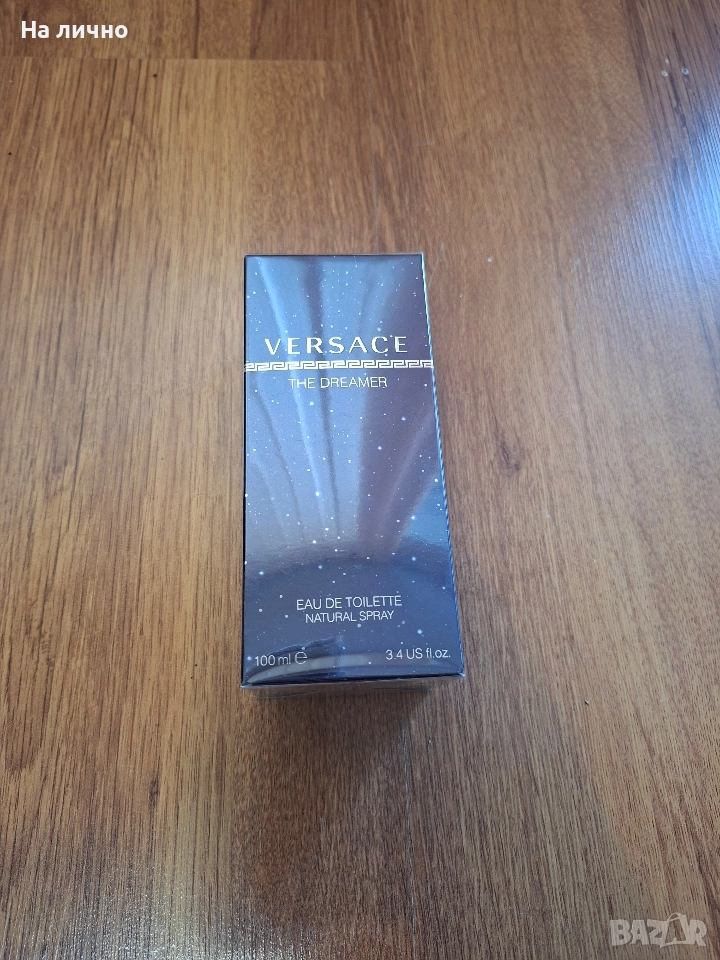 На лично
VERSACE
THE DREAMER
EAU DE TOILETTE
NATURAL SPRAY
100 ml ℮ 3.4 US fl.oz.
BAZAR